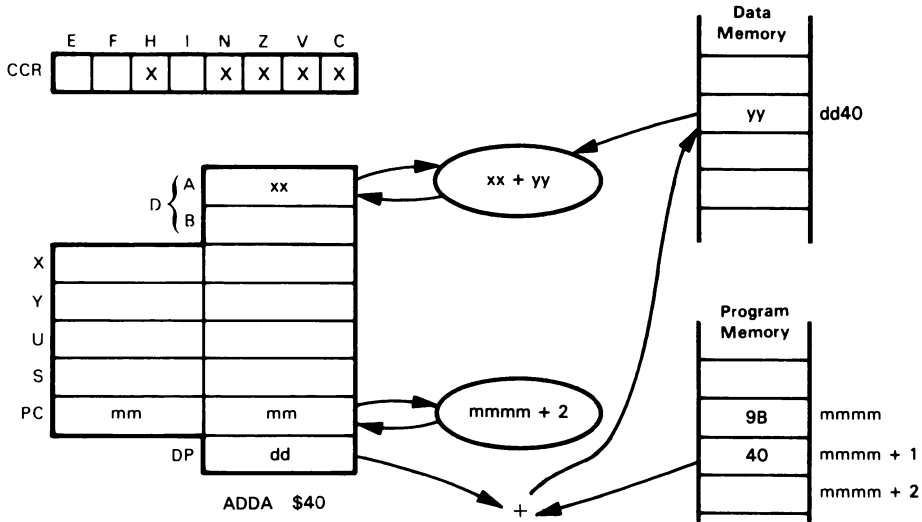 E F H I N Z V C
CCR X X X X X
Data
Memory
yy dd40
D { A xx
B
xx + yy
X
Y
U
S
PC mm mm
mmmm + 2
DP dd
ADDA $40
+
Program
Memory
9B mmmm
40 mmmm + 1
mmmm + 2